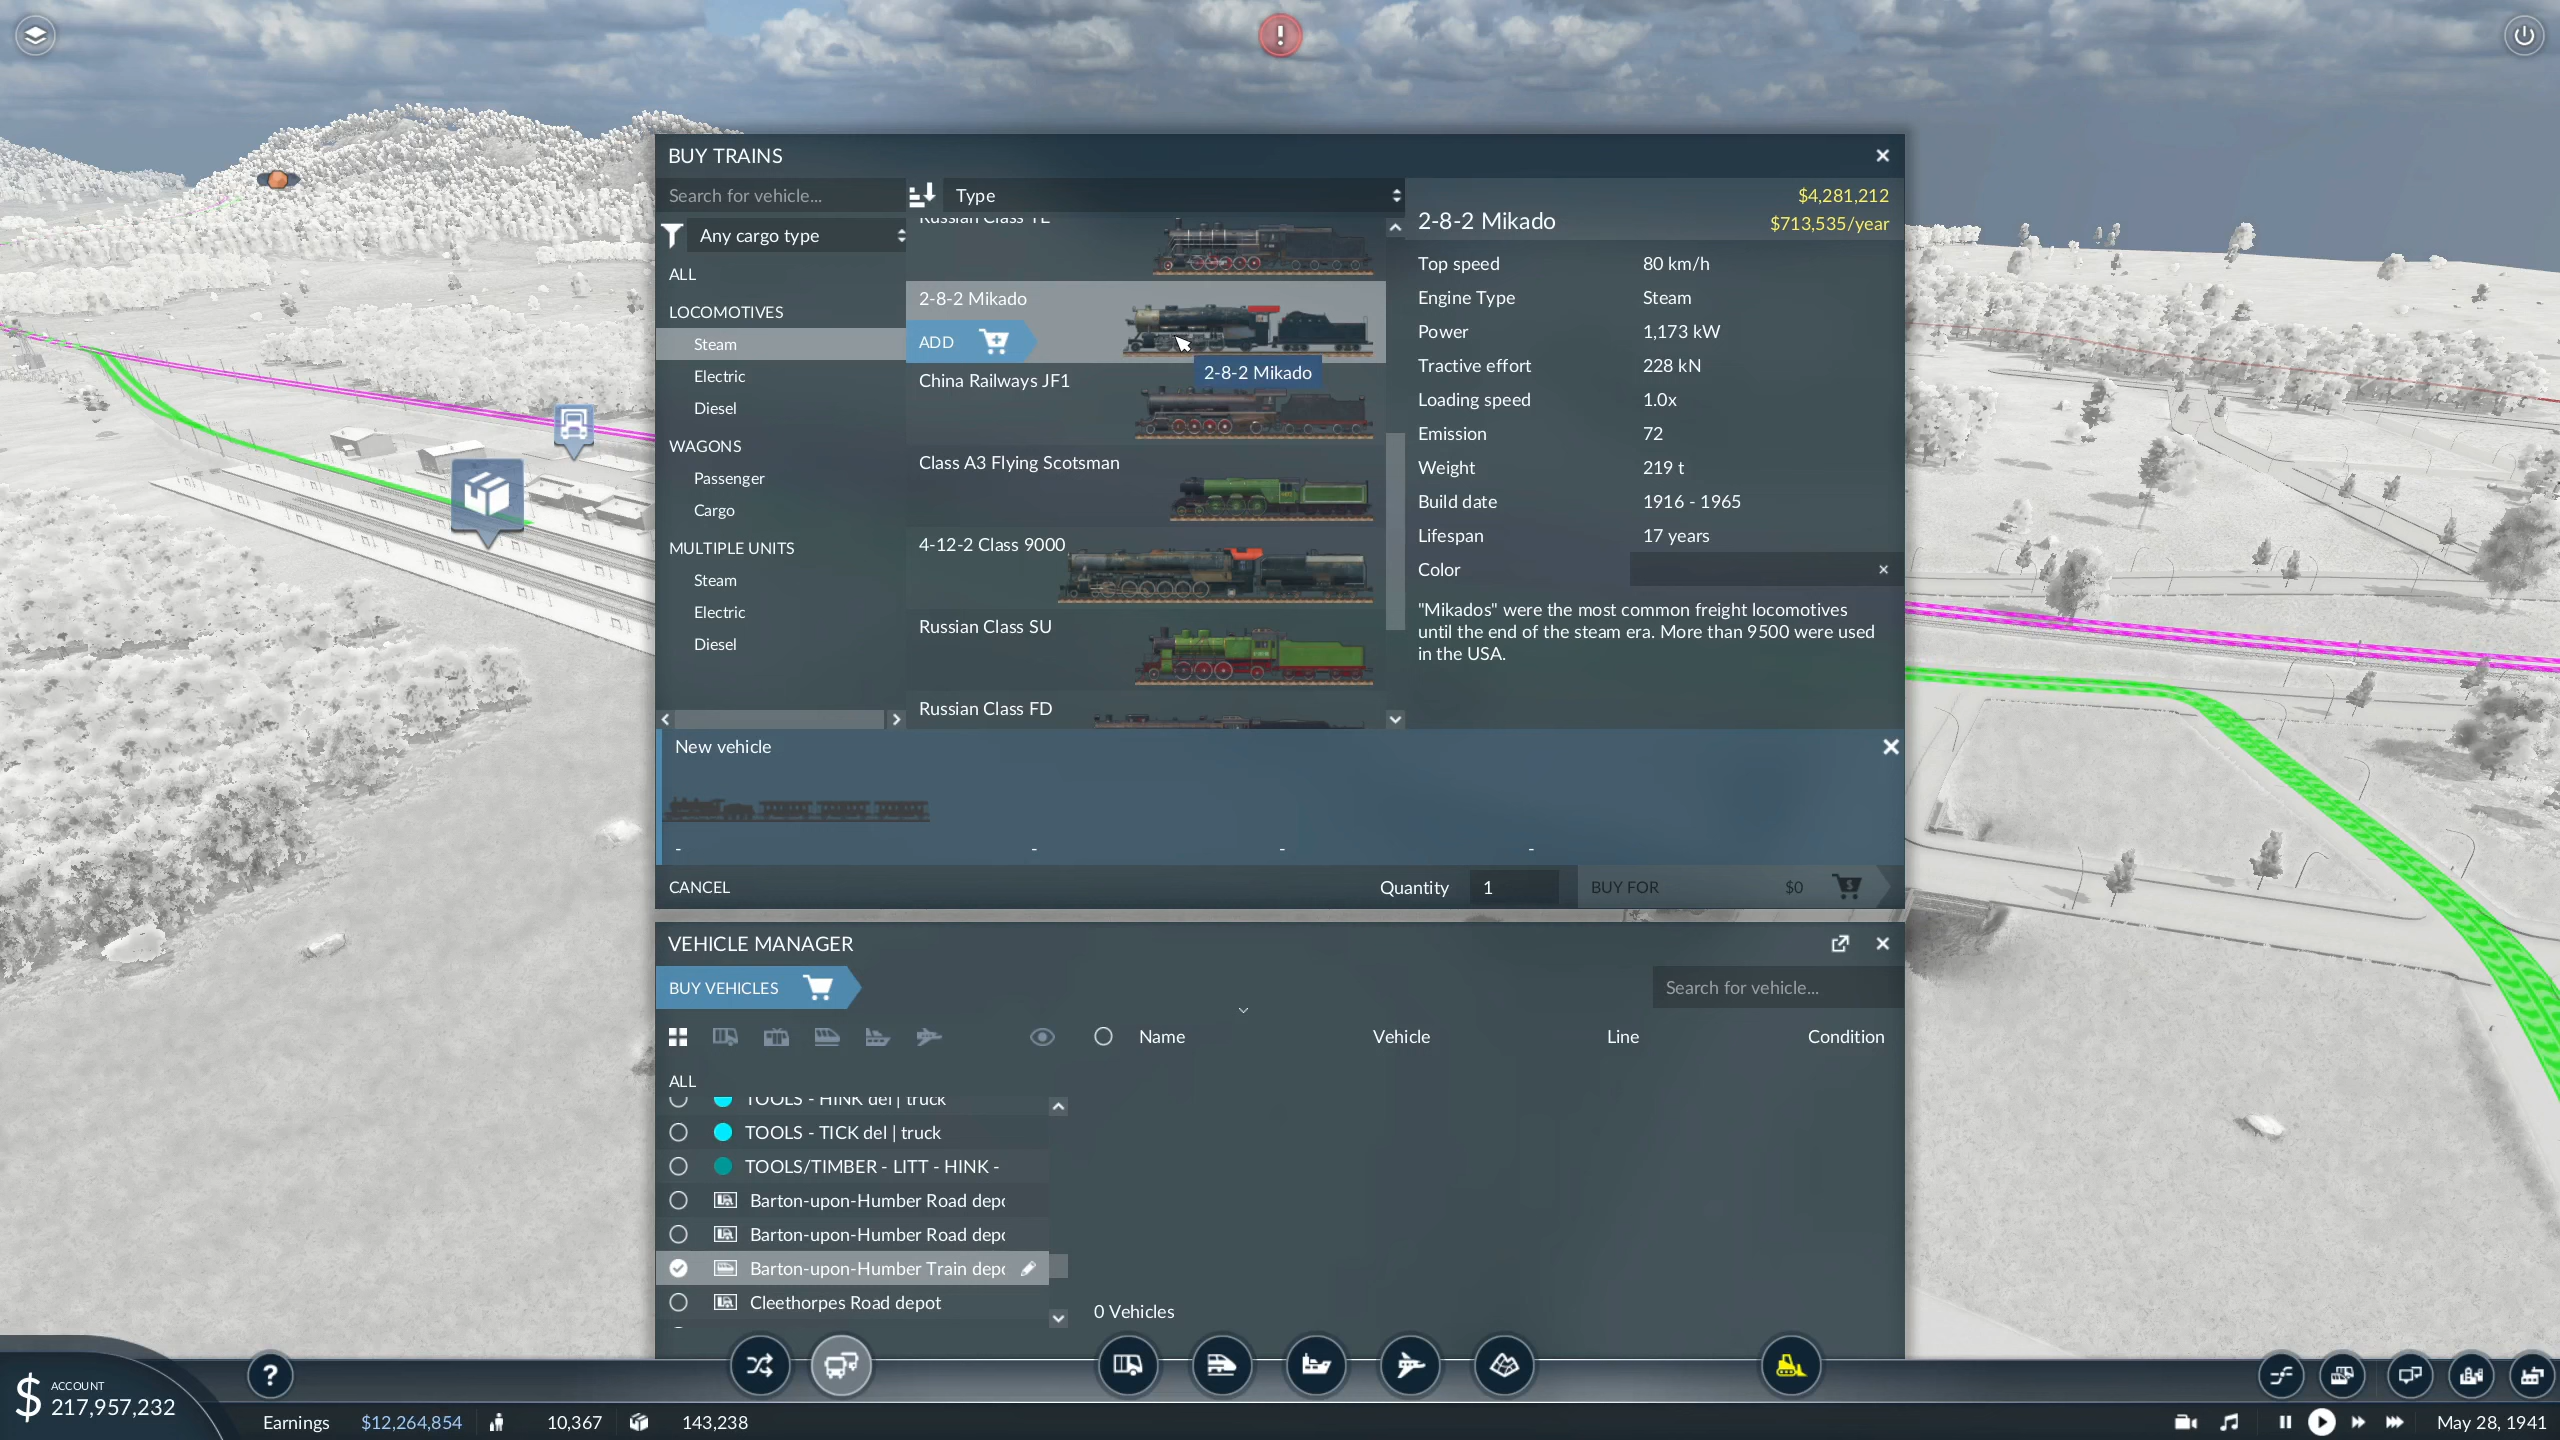 BUY TRAINS
Search for vehicle...
Type
Any cargo type
ALL
LOCOMOTIVES
Steam
Electric
Diesel
WAGONS
Passenger
Cargo
MULTIPLE UNITS
Steam
Electric
Diesel
Russian Class TE
2-8-2 Mikado
ADD
2-8-2 Mikado
China Railways JF1
Class A3 Flying Scotsman
4-12-2 Class 9000
Russian Class SU
Russian Class FD
$4,281,212
2-8-2 Mikado
$713,535/year
Top speed 80 km/h
Engine Type Steam
Power 1,173 kW
Tractive effort 228 kN
Loading speed 1.0x
Emission 72
Weight 219 t
Build date 1916 - 1965
Lifespan 17 years
Color
"Mikados" were the most common freight locomotives
until the end of the steam era. More than 9500 were used
in the USA.
New vehicle
- - - -
CANCEL
Quantity 1
BUY FOR $0
VEHICLE MANAGER
BUY VEHICLES
Search for vehicle...
Name Vehicle Line Condition
ALL
TOOLS - HINK del | truck
TOOLS - TICK del | truck
TOOLS/TIMBER - LITT - HINK -
Barton-upon-Humber Road depo
Barton-upon-Humber Road depo
Barton-upon-Humber Train depo
Cleethorpes Road depot
0 Vehicles
ACCOUNT
$ 217,957,232
?
Earnings $12,264,854 10,367 143,238
May 28, 1941